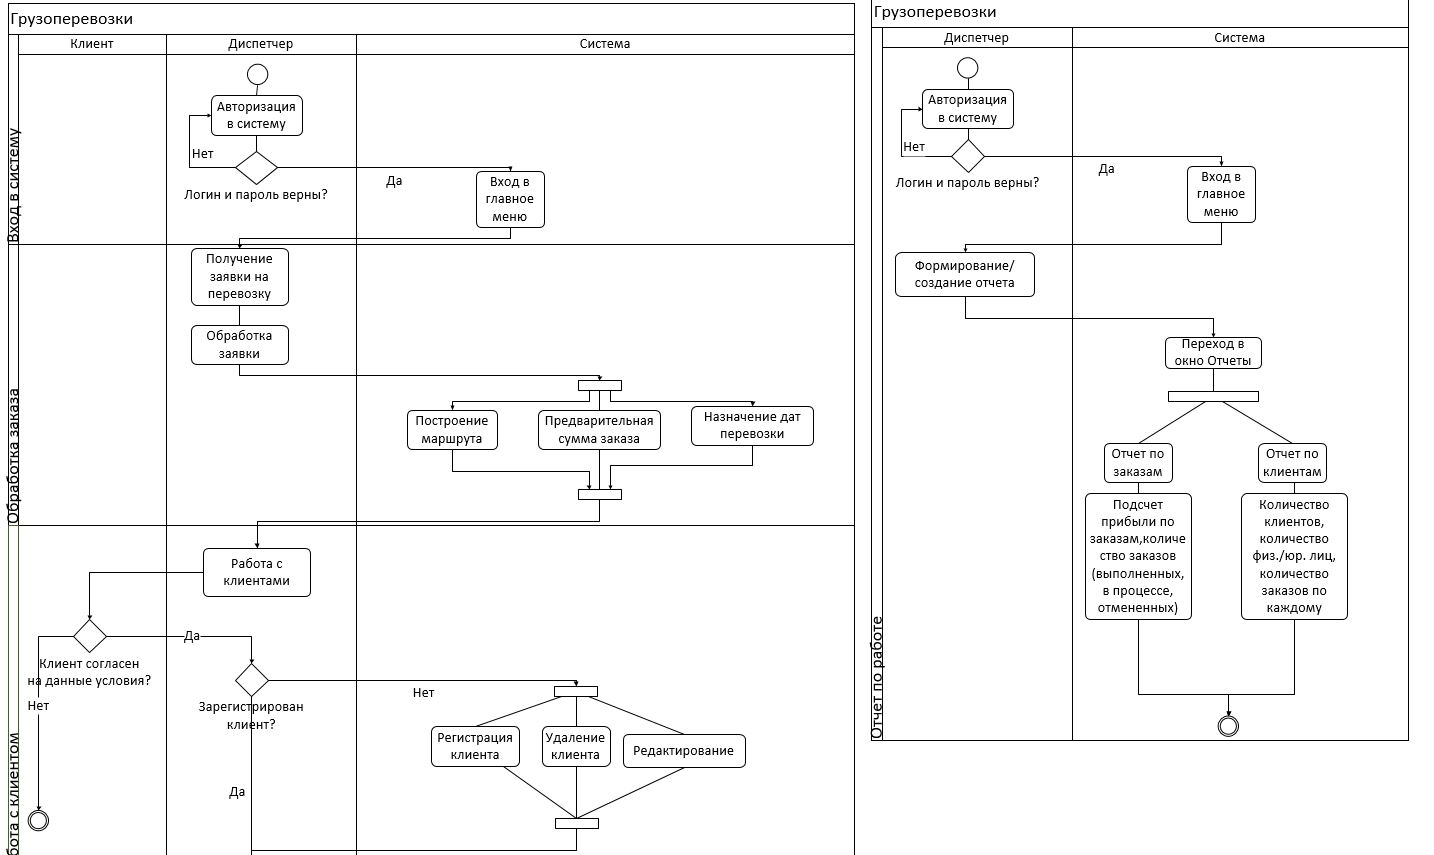 Грузоперевозки
Клиент
Диспетчер
Система
Вход в систему
Авторизация
в систему
Нет
Да
Логин и пароль верны?
Вход в
главное
меню
Обработка заказа
Получение
заявки на
перевозку
Обработка
заявки
Построение
маршрута
Предварительная
сумма заказа
Назначение дат
перевозки
бота с клиентом
Работа с
клиентами
Да
Клиент согласен
на данные условия?
Нет
Зарегистрирован
клиент?
Нет
Да
Регистрация
клиента
Удаление
клиента
Редактирование
Грузоперевозки
Диспетчер
Система
Отчет по работе
Авторизация
в систему
Нет
Да
Логин и пароль верны?
Вход в
главное
меню
Формирование/
создание отчета
Переход в
окно Отчеты
Отчет по
заказам
Отчет по
клиентам
Подсчет
прибыли по
заказам,количе
ство заказов
(выполненных,
в процессе,
отмененных)
Количество
клиентов,
количество
физ./юр. лиц,
количество
заказов по
каждому